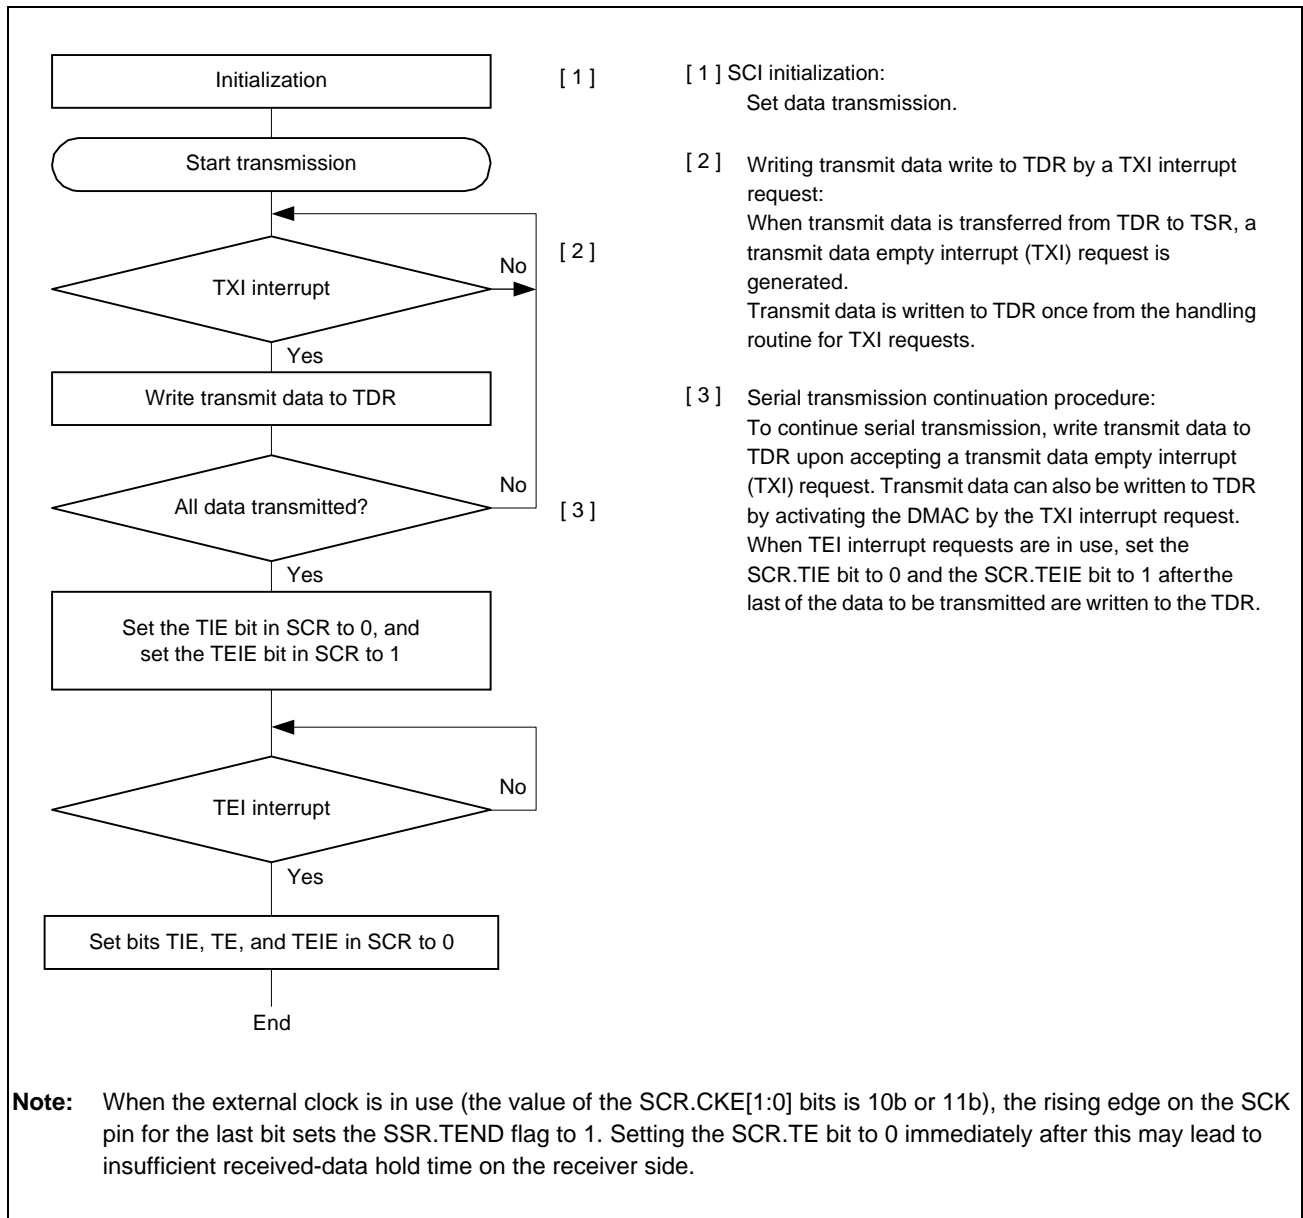 Initialization
[ 1 ]
Start transmission
TXI interrupt
No
[ 2 ]
Yes
Write transmit data to TDR
All data transmitted?
No
[ 3 ]
Yes
Set the TIE bit in SCR to 0, and
set the TEIE bit in SCR to 1
TEI interrupt
No
Yes
Set bits TIE, TE, and TEIE in SCR to 0
End
[ 1 ] SCI initialization:
Set data transmission.
[ 2 ] Writing transmit data write to TDR by a TXI interrupt
request:
When transmit data is transferred from TDR to TSR, a
transmit data empty interrupt (TXI) request is
generated.
Transmit data is written to TDR once from the handling
routine for TXI requests.
[ 3 ] Serial transmission continuation procedure:
To continue serial transmission, write transmit data to
TDR upon accepting a transmit data empty interrupt
(TXI) request. Transmit data can also be written to TDR
by activating the DMAC by the TXI interrupt request.
When TEI interrupt requests are in use, set the
SCR.TIE bit to 0 and the SCR.TEIE bit to 1 after the
last of the data to be transmitted are written to the TDR.
Note: When the external clock is in use (the value of the SCR.CKE[1:0] bits is 10b or 11b), the rising edge on the SCK
pin for the last bit sets the SSR.TEND flag to 1. Setting the SCR.TE bit to 0 immediately after this may lead to
insufficient received-data hold time on the receiver side.